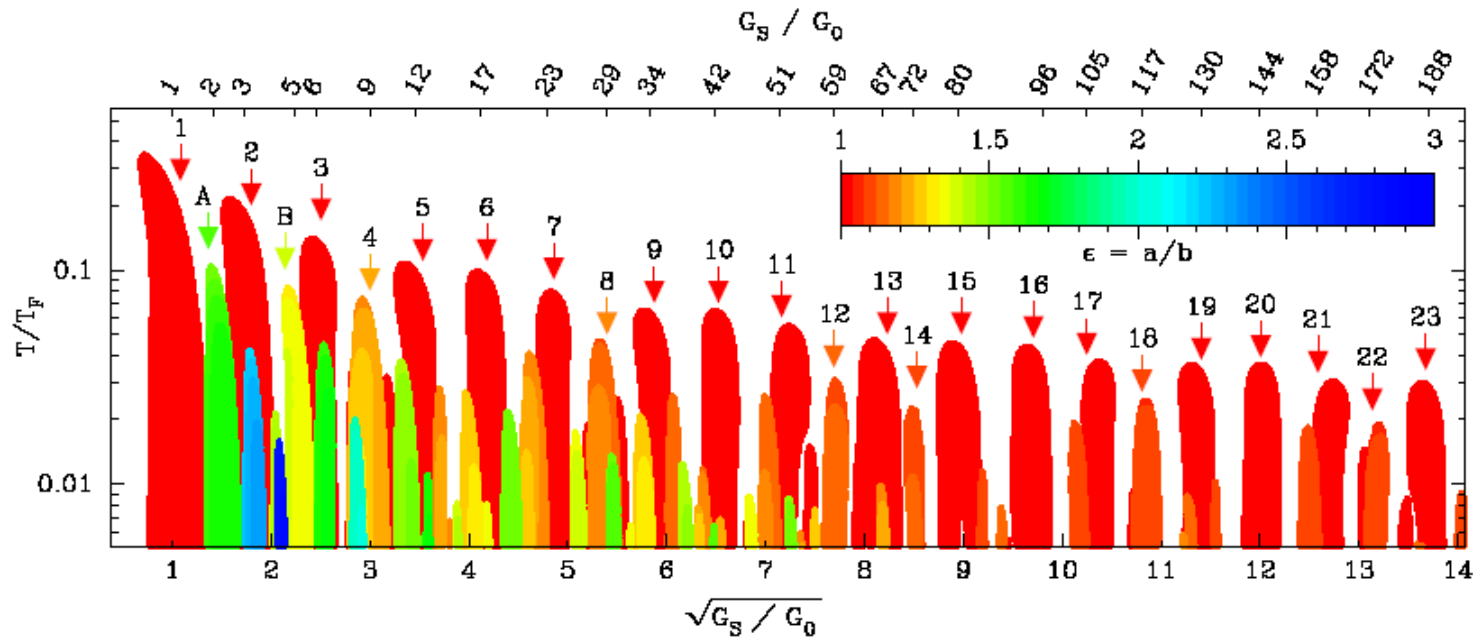 G_S / G_0
1 2 3 5 6 9 12 17 23 29 34 42 51 59 67 72 80 96 105 117 130 144 158 172 188
1 1.5 2 2.5 3
ϵ = a/b
1 A 2 B 3 4 5 6 7 8 9 10 11 12 13 14 15 16 17 18 19 20 21 22 23
T/T_F
0.1
0.01
1 2 3 4 5 6 7 8 9 10 11 12 13 14
√G_S / G_0